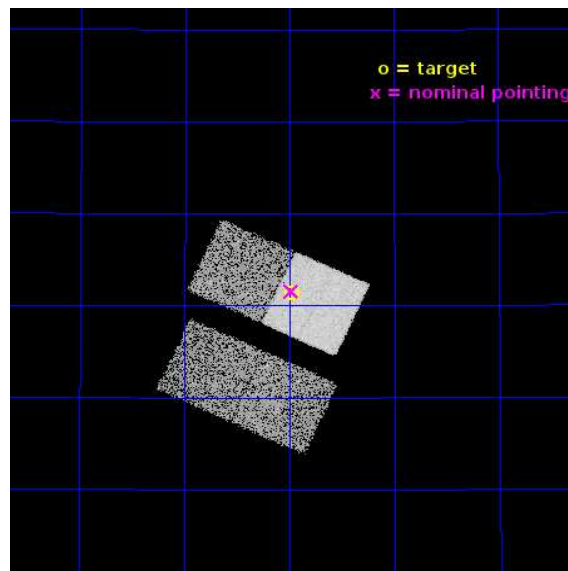 o = target
x = nominal pointing